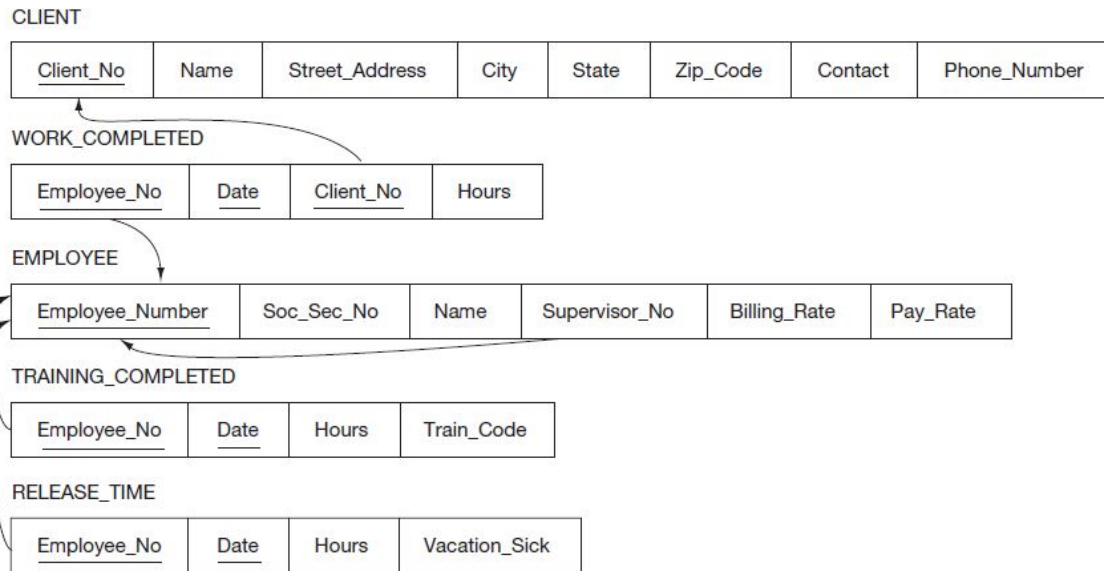 CLIENT
Client_No Name Street_Address City State Zip_Code Contact Phone_Number
WORK_COMPLETED
Employee_No Date Client_No Hours
EMPLOYEE
Employee_Number Soc_Sec_No Name Supervisor_No Billing_Rate Pay_Rate
TRAINING_COMPLETED
Employee_No Date Hours Train_Code
RELEASE_TIME
Employee_No Date Hours Vacation_Sick